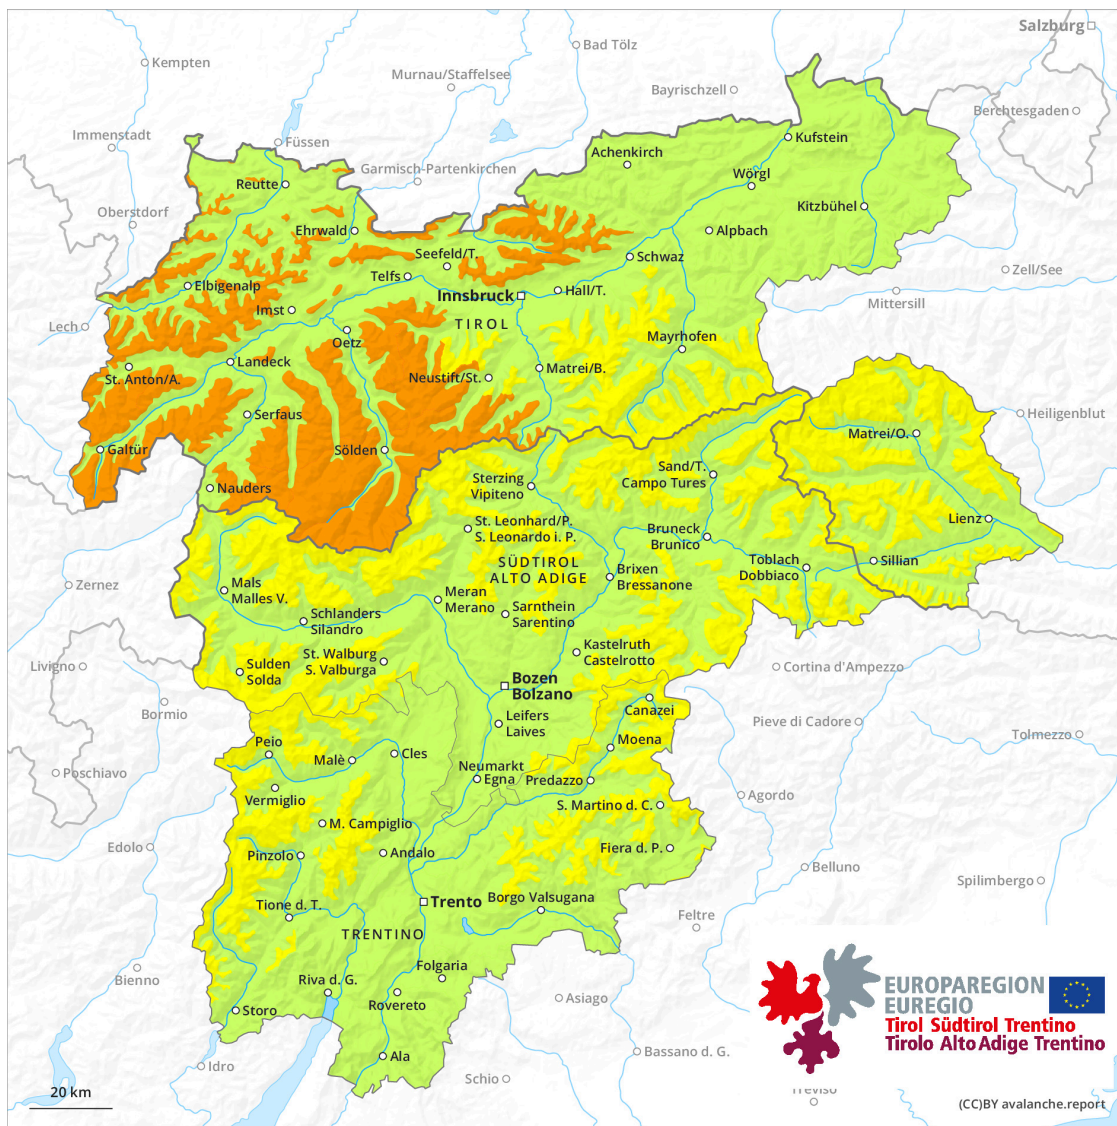 Salzburg
Bad Tölz
Kempten
Murnau/Staffelsee
Bayrischzell
Berchtesgaden
Immenstadt
Füssen
Kufstein
Achenkirch
Garmisch-Partenkirchen
Wörgl
Reutte
Kitzbühel
Oberstdorf
Ehrwald
Alpbach
Seefeld/T.
Schwaz
Zell/See
Telfs
Elbigenalp
Hall/T.
Innsbruck
Mittersill
Imst
TIROL
Lech
Oetz
Mayrhofen
Landeck
Matrei/B.
St. Anton/A.
Neustift/St.
Serfaus
Heiligenblut
Matrei/O.
Galtür
Sölden
Sand/T.
Campo Tures
Sterzing
Vipiteno
Nauders
Lienz
St. Leonhard/P.
S. Leonardo i. P.
Bruneck
Brunico
SÜDTIROL
ALTO ADIGE
Toblach
Dobbiaco
Sillian
Brixen
Bressanone
Zernez
Mals
Malles V.
Meran
Merano
Sarnthein
Sarentino
Schlanders
Silandro
Kastelruth
Castelrotto
St. Walburg
S. Valburga
Livigno
Sulden
Solda
Cortina d'Ampezzo
Bozen
Bolzano
Canazei
Bormio
Leifers
Laives
Pieve di Cadore
Tolmezzo
Moena
Peio
Cles
Malè
Neumarkt
Egna
Predazzo
Poschiavo
Vermiglio
Agordo
S. Martino d. C.
M. Campiglio
Edolo
Pinzolo
Andalo
Fiera d. P.
Belluno
Spilimbergo
Trento
Borgo Valsugana
Tione d. T.
Feltre
TRENTINO
Folgaria
Bienno
Riva d. G.
Rovereto
Asiago
Storo
EUROPAREGION
EUREGIO
Tirol Südtirol Trentino
Tirolo Alto Adige Trentino
Ala
Bassano d. G.
Idro
Schio
Treviso
20 km
(CC)BY avalanche.report